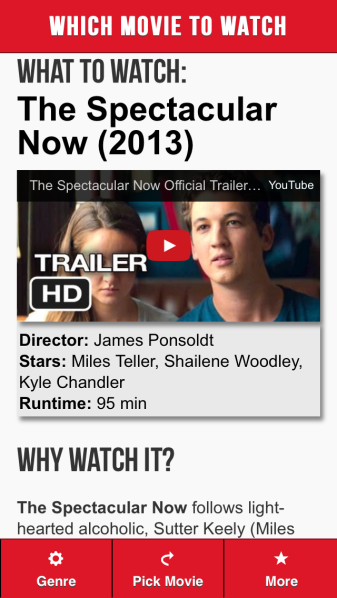 WHICH MOVIE TO WATCH
WHAT TO WATCH:
The Spectacular
Now (2013)
The Spectacular Now Official Trailer... YouTube
TRAILER
HD
Director: James Ponsoldt
Stars: Miles Teller, Shailene Woodley,
Kyle Chandler
Runtime: 95 min
WHY WATCH IT?
The Spectacular Now follows light-
hearted alcoholic, Sutter Keely (Miles
Genre Pick Movie More